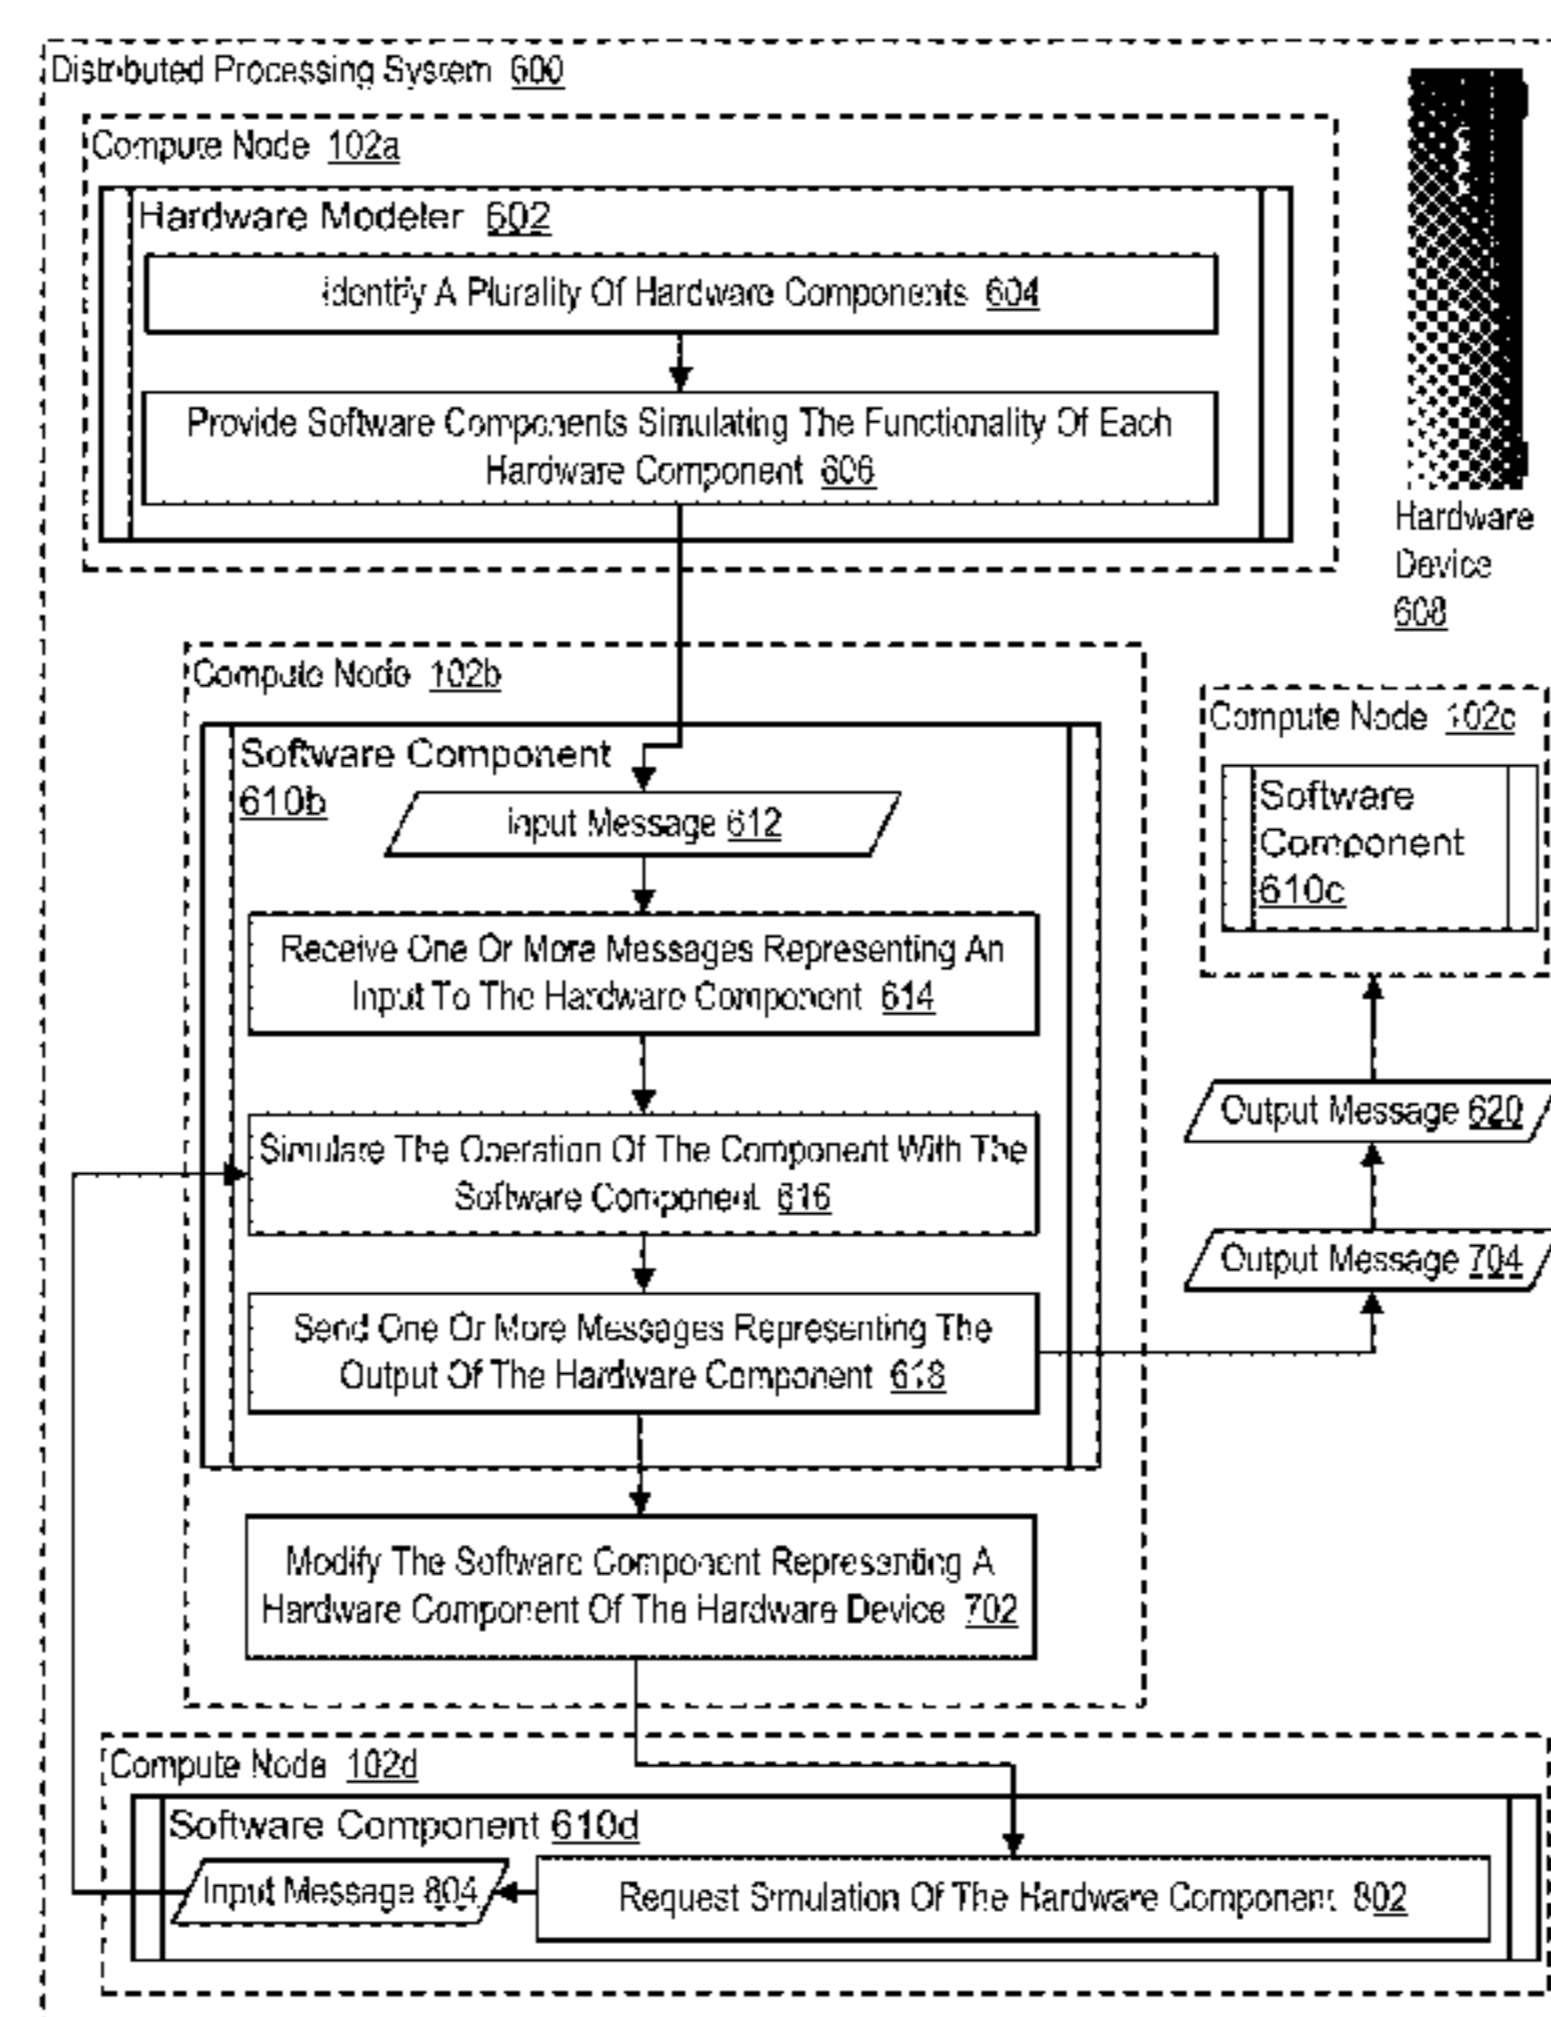 Distributed Processing System 600
Compute Node 102a
Hardware Modeler 602
Identify A Plurality Of Hardware Components 604
Provide Software Components Simulating The Functionality Of Each
Hardware Component 606
Hardware
Device
608
Compute Node 102b
Software Component
610b
Input Message 612
Receive One Or More Messages Representing An
Input To The Hardware Component 614
Simulate The Operation Of The Component With The
Software Component 616
Send One Or More Messages Representing The
Output Of The Hardware Component 618
Modify The Software Component Representing A
Hardware Component Of The Hardware Device 702
Compute Node 102c
Software
Component
610c
Output Message 620
Output Message 704
Compute Node 102d
Software Component 610d
Input Message 804
Request Simulation Of The Hardware Component 802